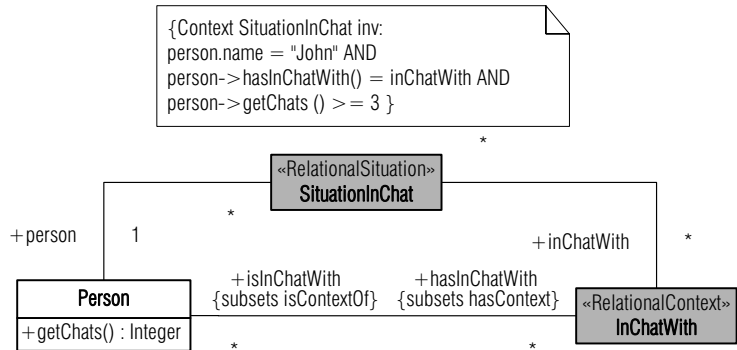 {Context SituationInChat inv:
person.name = "John" AND
person->hasInChatWith() = inChatWith AND
person->getChats () >= 3 }
*
«RelationalSituation»
SituationInChat
*
+person
1
+inChatWith
*
+isInChatWith
{subsets isContextOf}
+hasInChatWith
{subsets hasContext}
Person
+getChats() : Integer
«RelationalContext»
InChatWith
*
*